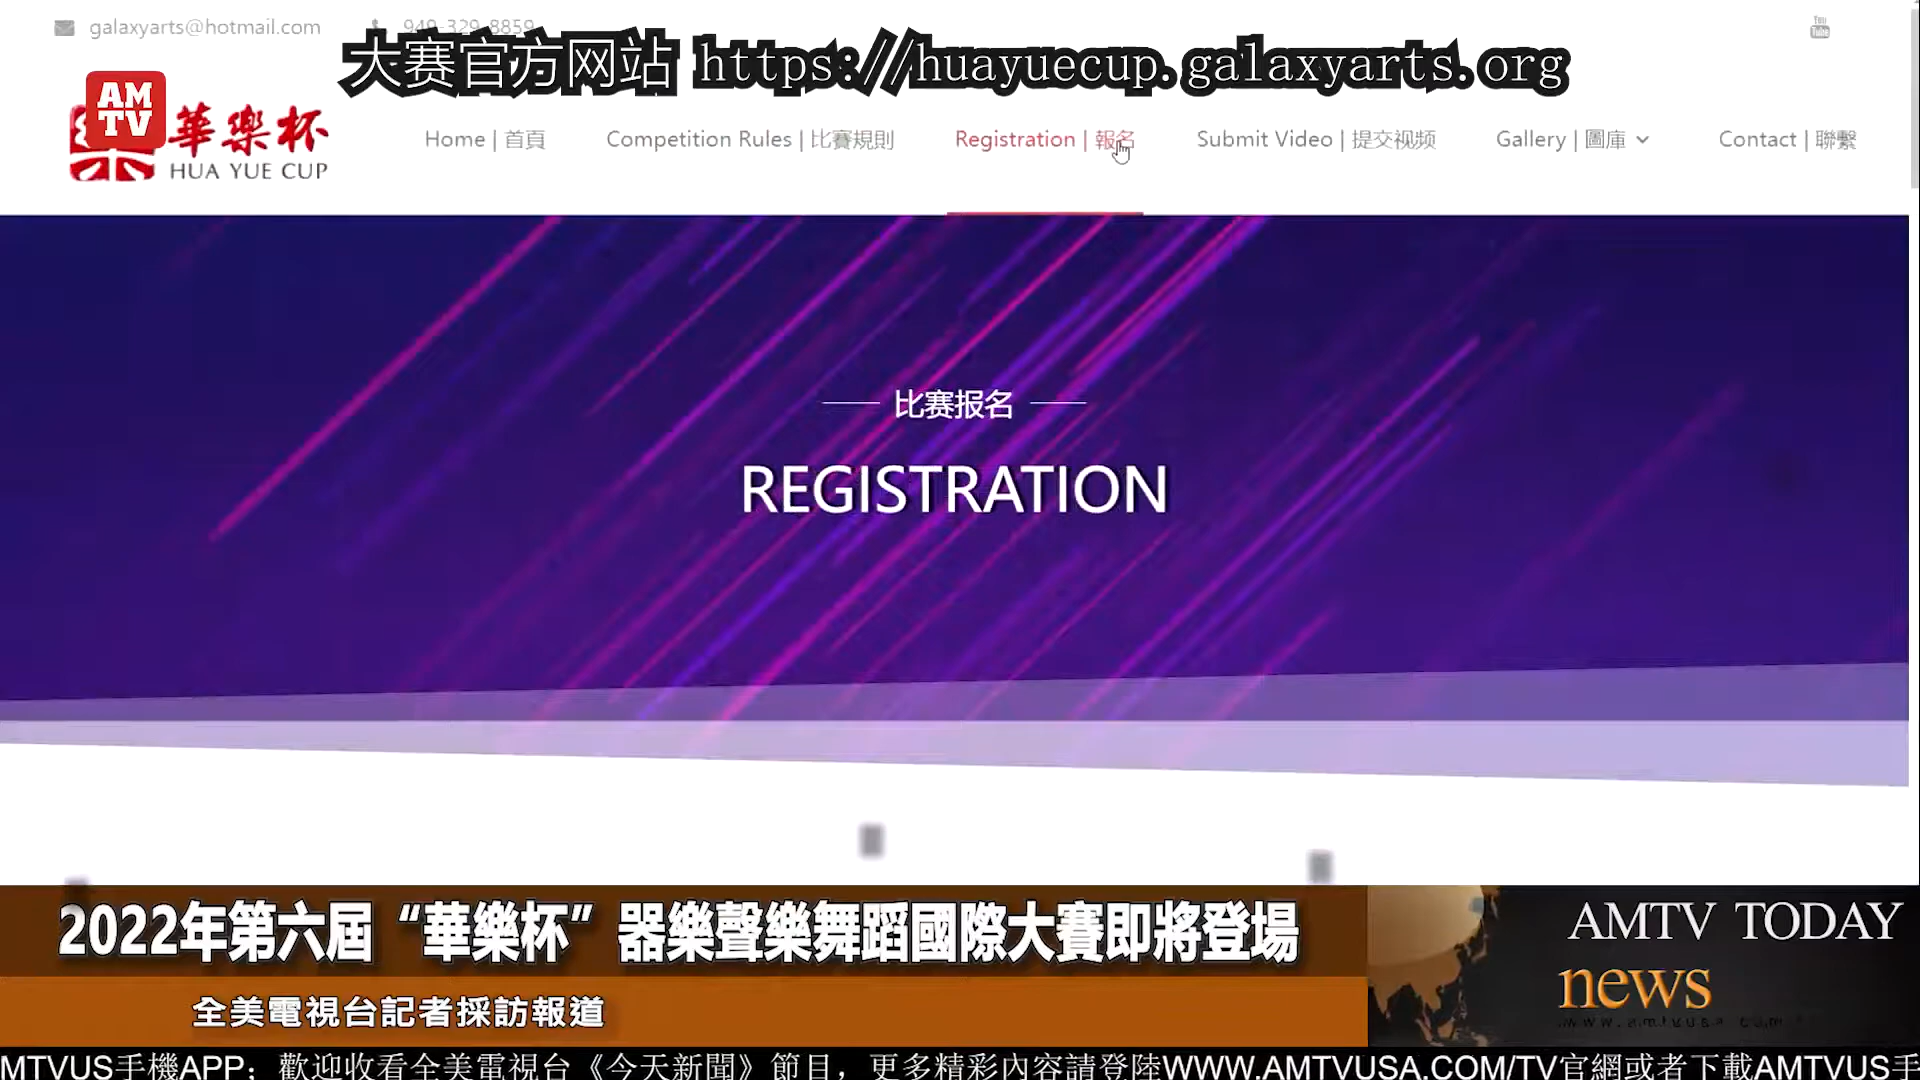 galaxyarts@hotmail.com
949-329-8859
大赛官方网站 https://huayuecup.galaxyarts.org
AM
TV
華樂杯
HUA YUE CUP
Home | 首頁
Competition Rules | 比賽規則
Registration | 報名
Submit Video | 提交视频
Gallery | 圖庫
Contact | 聯繫
比赛报名
REGISTRATION
2022年第六屆“華樂杯”器樂聲樂舞蹈國際大賽即將登場
全美電視台記者採訪報道
AMTV TODAY
news
www.amtvusa.com
MTVUS手機APP；歡迎收看全美電視台《今天新聞》節目，更多精彩內容請登陸WWW.AMTVUSA.COM/TV官網或者下載AMTVUS手